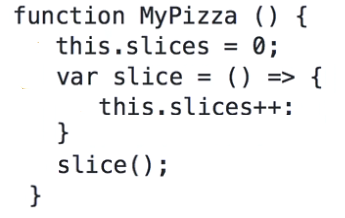 function MyPizza () {
this.slices = 0;
var slice = () => {
this.slices++:
}
slice();
}